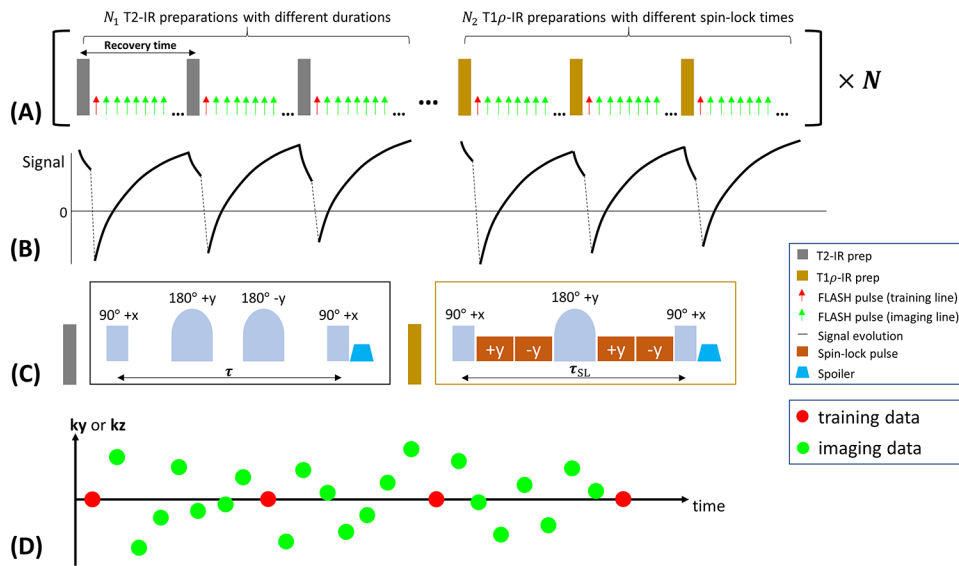 N₁ T2-IR preparations with different durations
N₂ T1ρ-IR preparations with different spin-lock times
Recovery time
(A)
... ... ... ... ... ... ...
× N
Signal
0
(B)
T2-IR prep
T1ρ-IR prep
FLASH pulse (training line)
FLASH pulse (imaging line)
Signal evolution
Spin-lock pulse
Spoiler
(C)
90° +x
180° +y
180° -y
90° +x
τ
90° +x
180° +y
90° +x
+y
-y
+y
-y
τSL
training data
imaging data
ky or kz
time
(D)